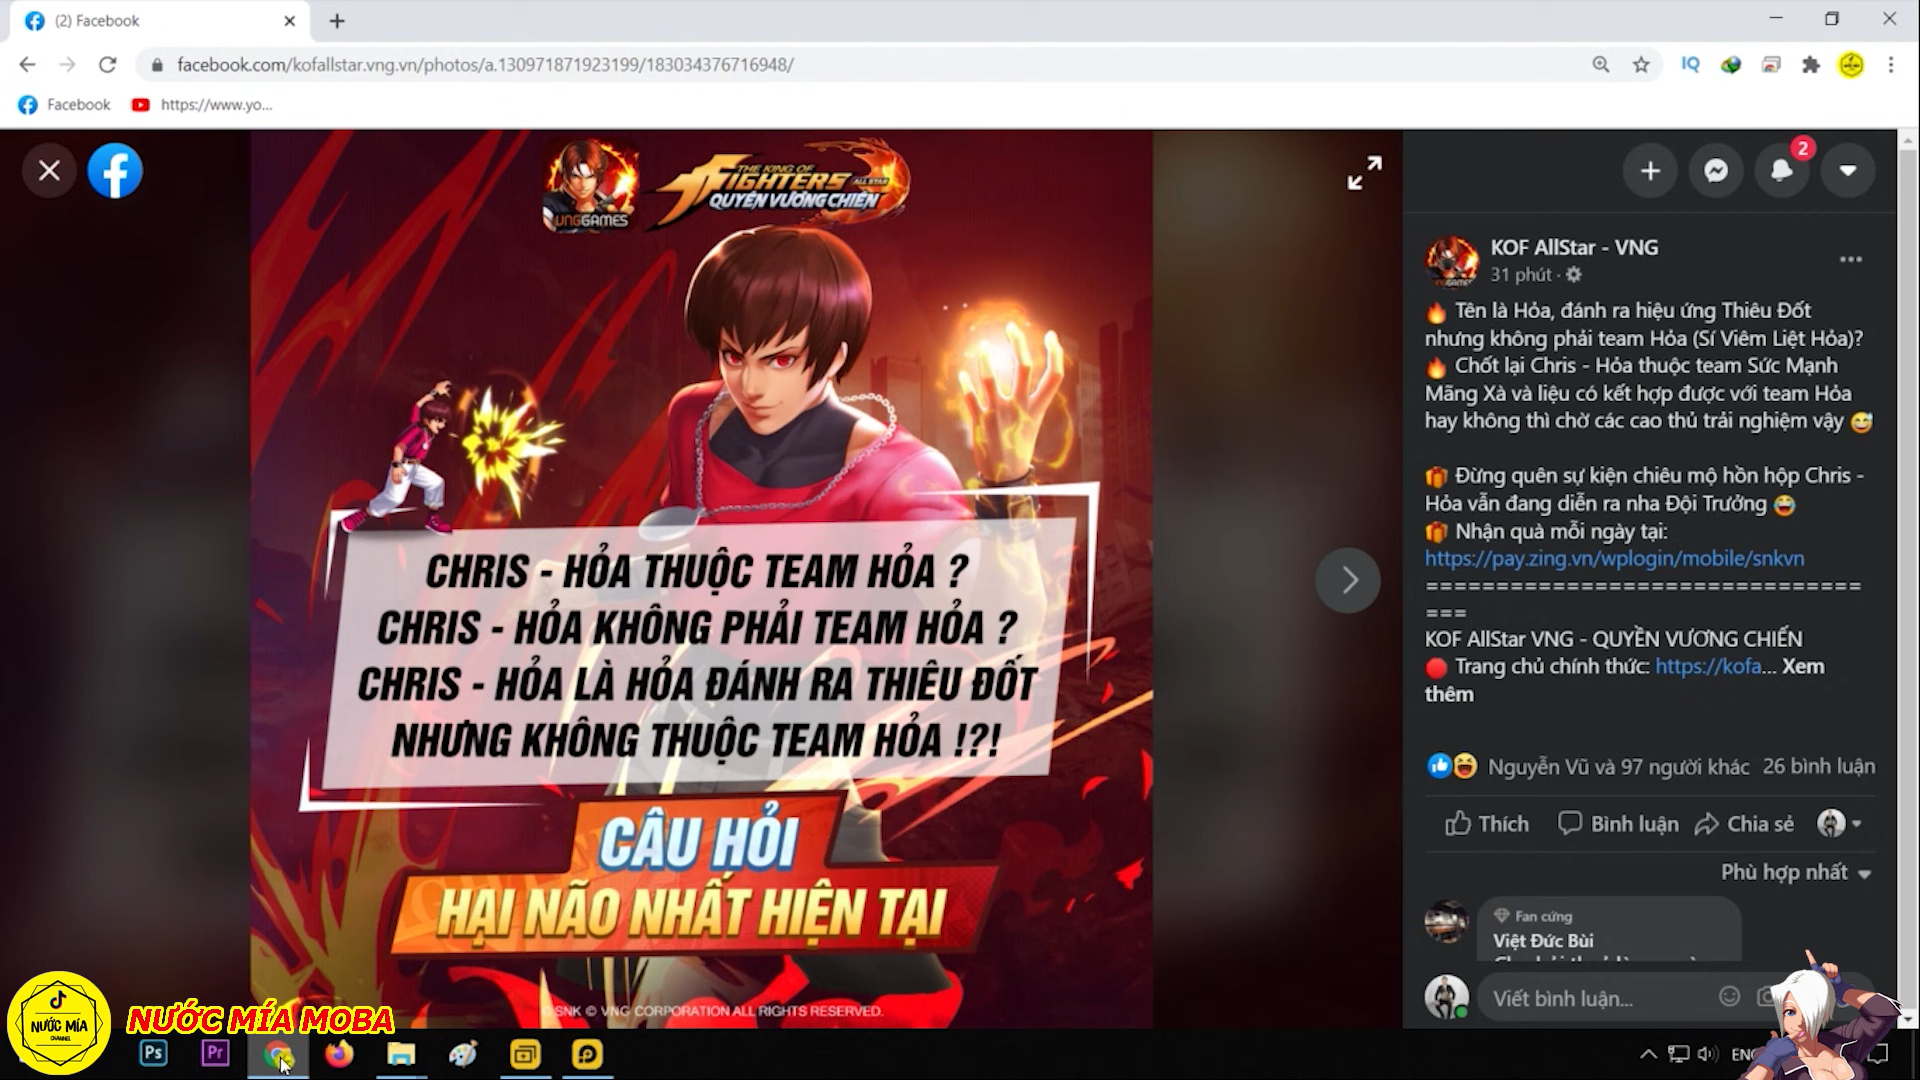 (2) Facebook
facebook.com/kofallstar.vng.vn/photos/a.130971871923199/183034376716948/
IQ
Facebook
https://www.yo...
VNGGAMES
THE KING OF
FIGHTERS ALL STAR
QUYỀN VƯƠNG CHIẾN
CHRIS - HỎA THUỘC TEAM HỎA ?
CHRIS - HỎA KHÔNG PHẢI TEAM HỎA ?
CHRIS - HỎA LÀ HỎA ĐÁNH RA THIÊU ĐỐT
NHƯNG KHÔNG THUỘC TEAM HỎA !?!
CÂU HỎI
HẠI NÃO NHẤT HIỆN TẠI
SNK © VNG CORPORATION ALL RIGHTS RESERVED.
2
KOF AllStar - VNG
31 phút ·
Tên là Hỏa, đánh ra hiệu ứng Thiêu Đốt
nhưng không phải team Hỏa (Sí Viêm Liệt Hỏa)?
Chốt lại Chris - Hỏa thuộc team Sức Mạnh
Mãng Xà và liệu có kết hợp được với team Hỏa
hay không thì chờ các cao thủ trải nghiệm vậy 😅
🎁 Đừng quên sự kiện chiêu mộ hồn hộp Chris -
Hỏa vẫn đang diễn ra nha Đội Trưởng 😂
🎁 Nhận quà mỗi ngày tại:
https://pay.zing.vn/wplogin/mobile/snkvn
==============================
===
KOF AllStar VNG - QUYỀN VƯƠNG CHIẾN
🔴 Trang chủ chính thức: https://kofa... Xem
thêm
Nguyễn Vũ và 97 người khác 26 bình luận
Thích Bình luận Chia sẻ
Phù hợp nhất
Fan cứng
Việt Đức Bùi
Viết bình luận...
NƯỚC MÍA
CHANNEL
NƯỚC MÍA MOBA
Ps
Pr